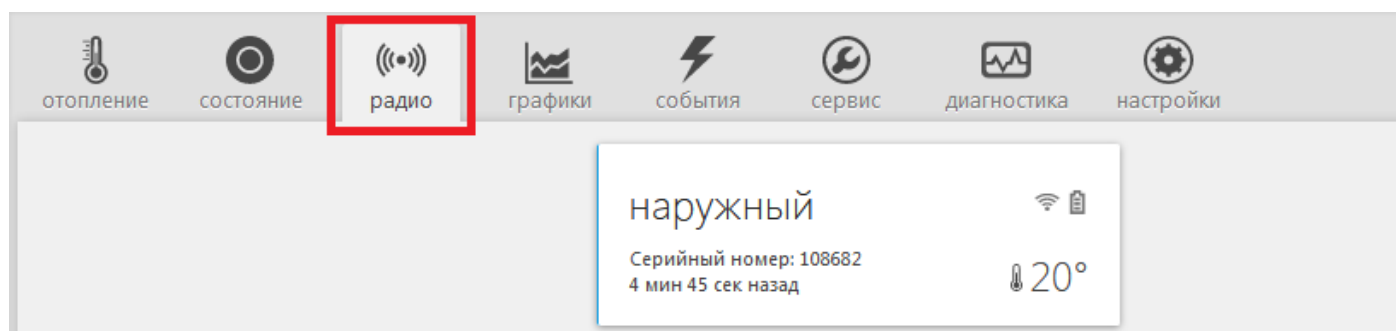 отопление состояние радио графики события сервис диагностика настройки
наружный
Серийный номер: 108682
4 мин 45 сек назад
20°